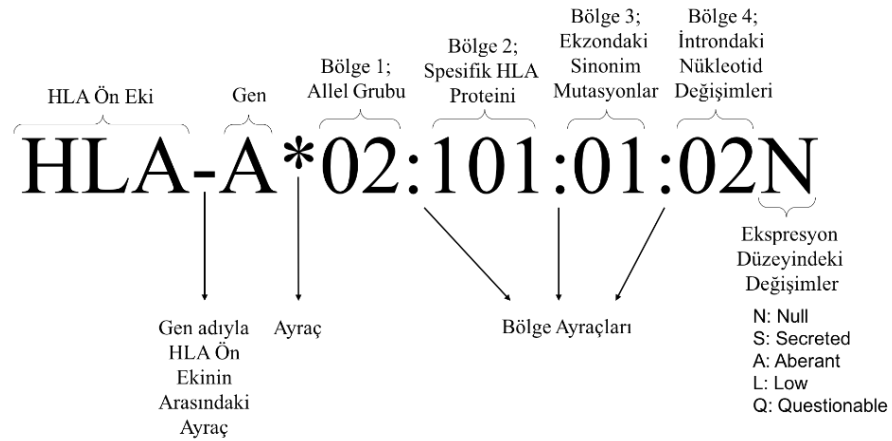 HLA Ön Eki
Gen
Bölge 1;
Allel Grubu
Bölge 2;
Spesifik HLA
Proteini
Bölge 3;
Ekzondaki
Sinonim
Mutasyonlar
Bölge 4;
İntrondaki
Nükleotid
Değişimleri
HLA-A*02:101:01:02N
Gen adıyla
HLA Ön
Ekinin
Arasındaki
Ayraç
Ayraç
Bölge Ayraçları
Ekspresyon
Düzeyindeki
Değişimler
N: Null
S: Secreted
A: Aberant
L: Low
Q: Questionable